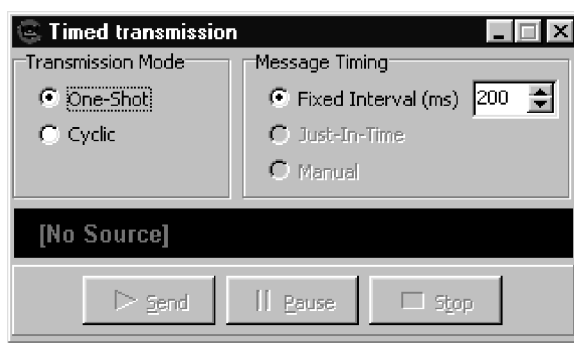 Timed transmission
Transmission Mode
One-Shot
Cyclic
Message Timing
Fixed Interval (ms) 200
Just-In-Time
Manual
[No Source]
Send
Pause
Stop